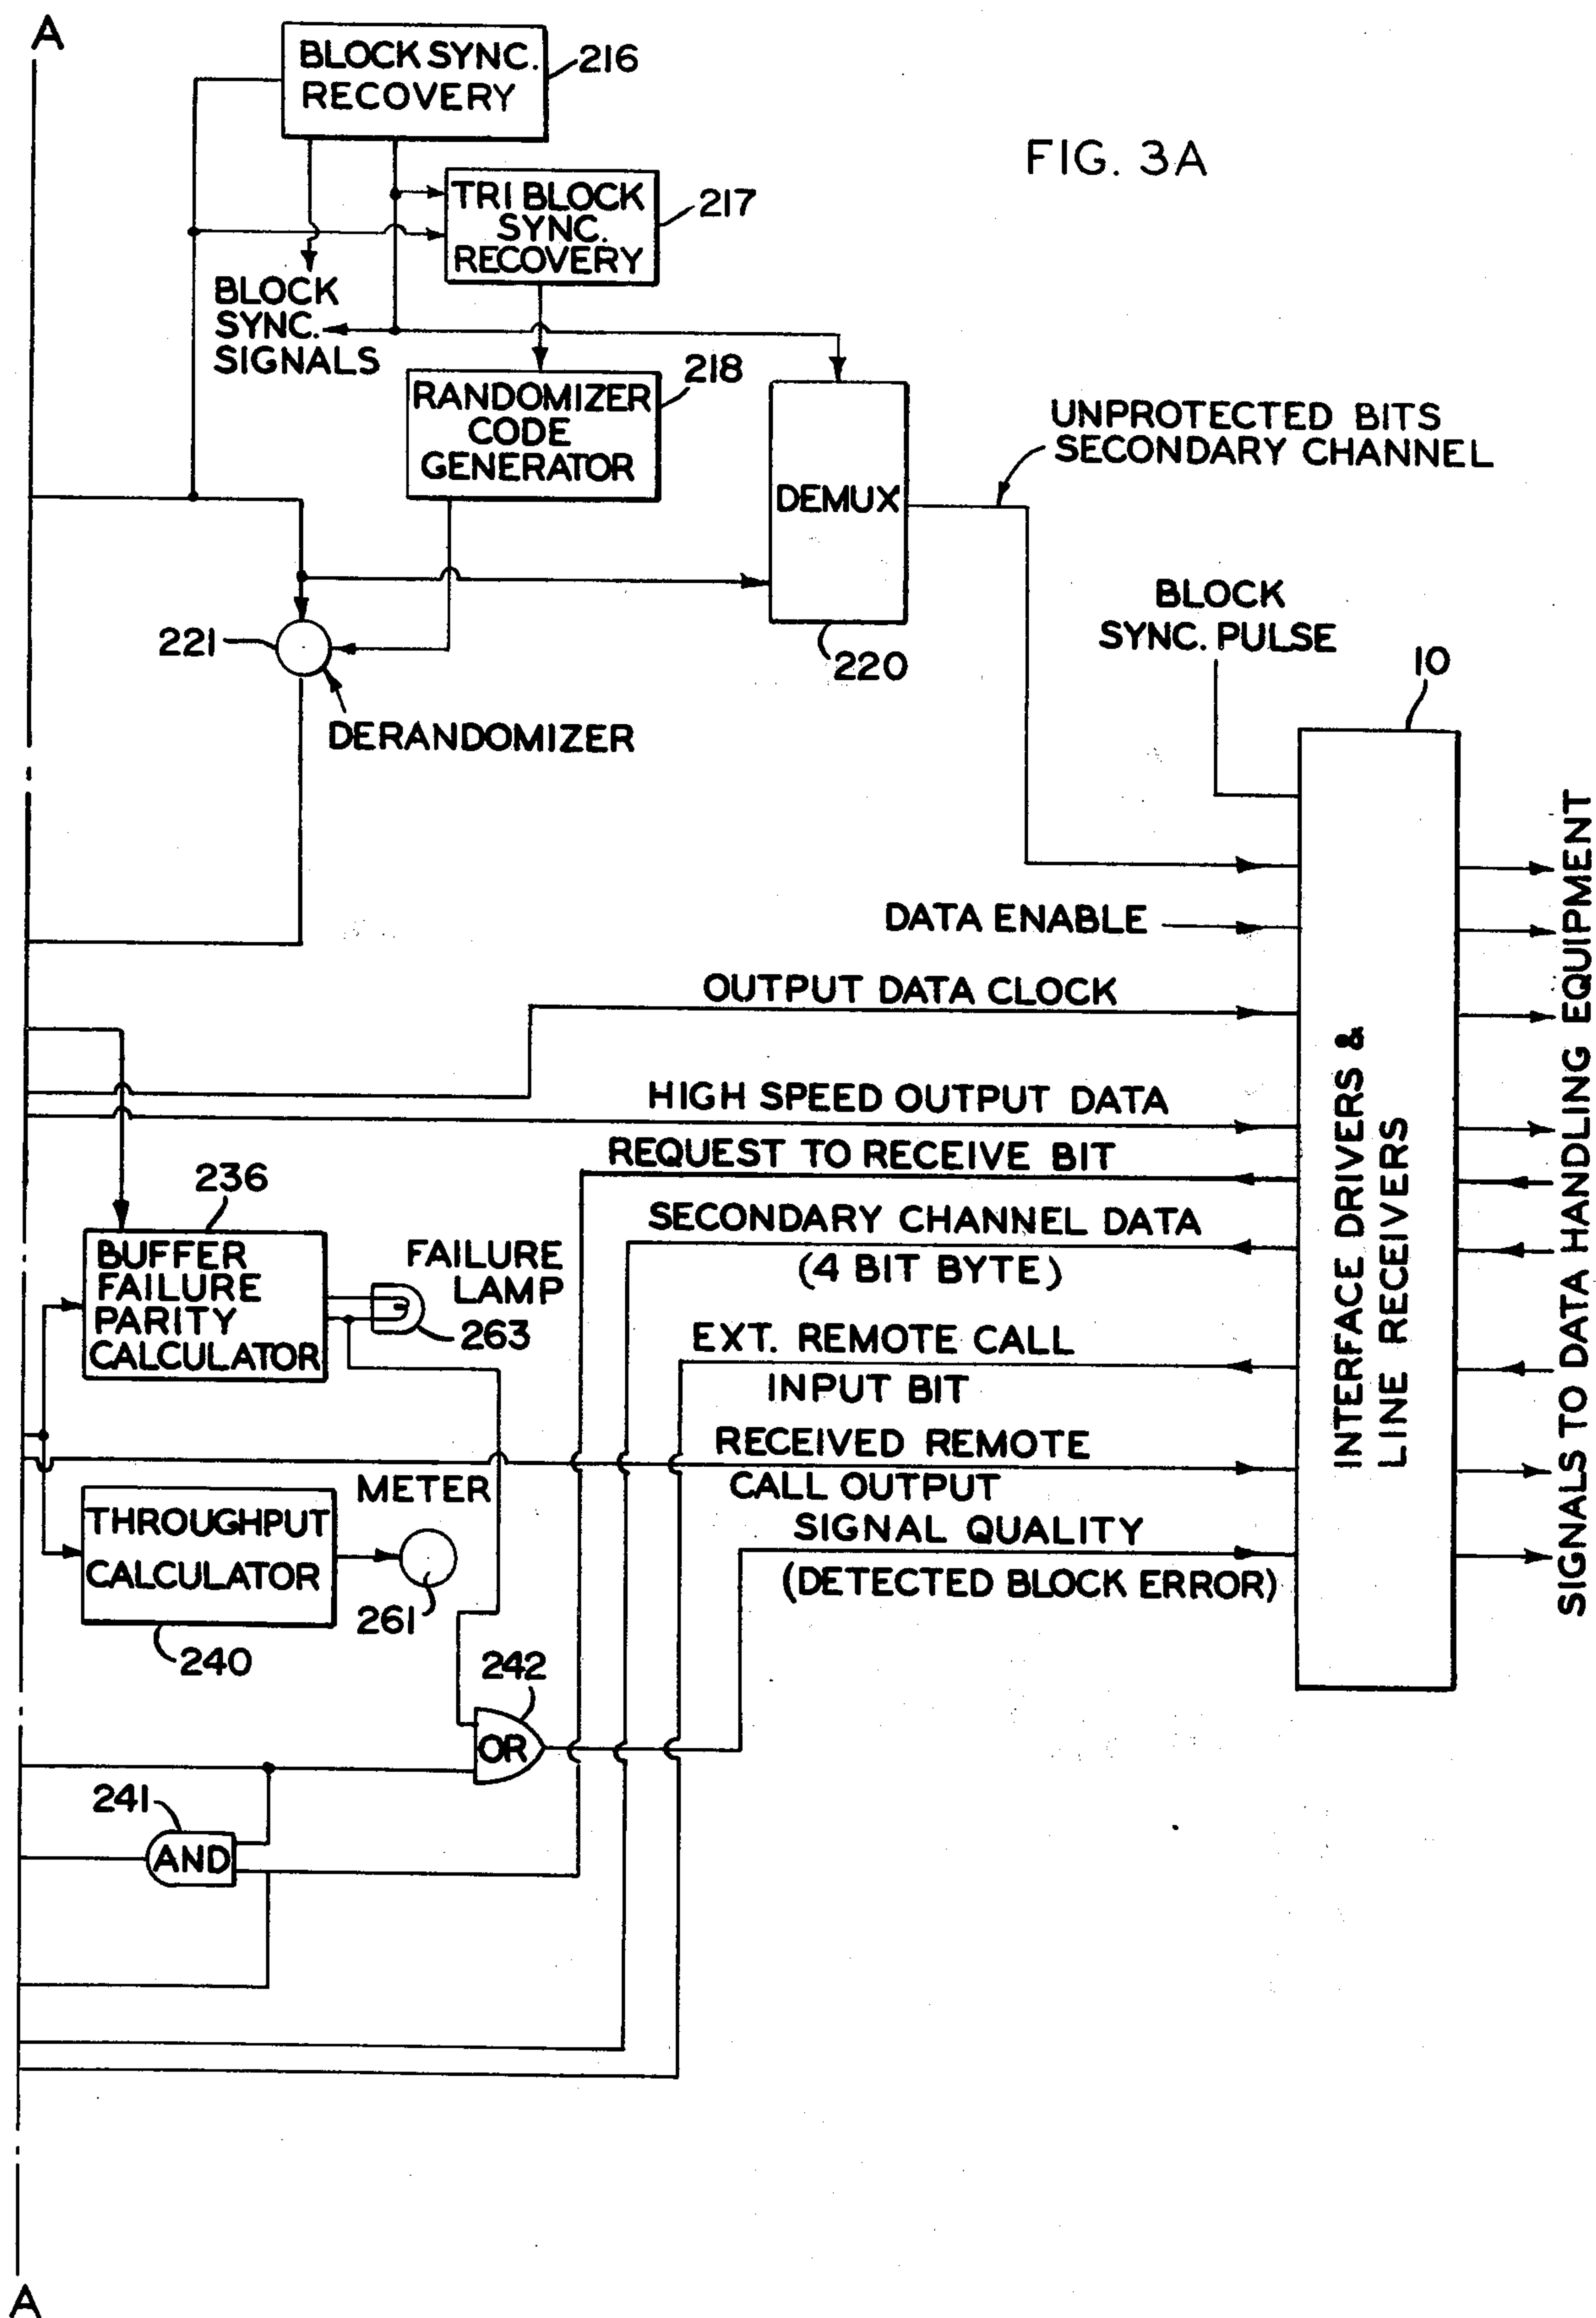 A
BLOCK SYNC.
RECOVERY
216
FIG. 3A
TRI BLOCK
SYNC.
RECOVERY
217
BLOCK
SYNC.
SIGNALS
RANDOMIZER
CODE
GENERATOR
218
UNPROTECTED BITS
SECONDARY CHANNEL
DEMUX
220
221
DERANDOMIZER
BLOCK
SYNC. PULSE
10
DATA ENABLE
OUTPUT DATA CLOCK
HIGH SPEED OUTPUT DATA
REQUEST TO RECEIVE BIT
SECONDARY CHANNEL DATA
(4 BIT BYTE)
EXT. REMOTE CALL
INPUT BIT
RECEIVED REMOTE
CALL OUTPUT
SIGNAL QUALITY
(DETECTED BLOCK ERROR)
INTERFACE DRIVERS &
LINE RECEIVERS
SIGNALS TO DATA HANDLING EQUIPMENT
236
BUFFER
FAILURE
PARITY
CALCULATOR
FAILURE
LAMP
263
METER
THROUGHPUT
CALCULATOR
261
240
242
OR
241
AND
A